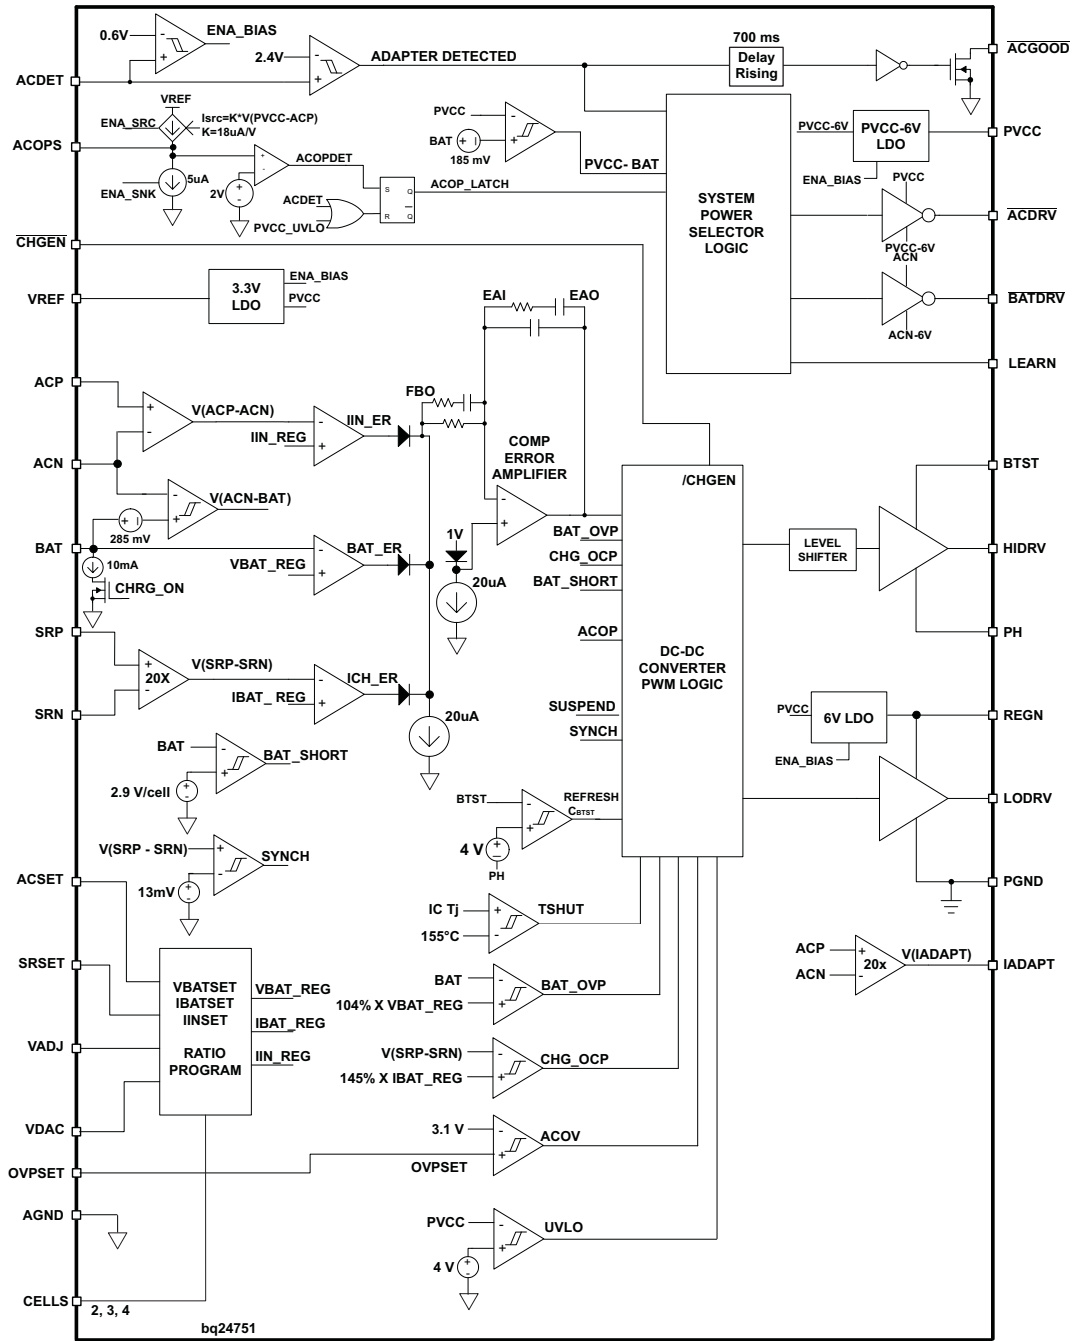 0.6V
ENA_BIAS
2.4V
ADAPTER DETECTED
700 ms
Delay
Rising
ACGOOD
ACDET
VREF
ENA_SRC
Isrc=K*V(PVCC-ACP)
K=18uA/V
ACOPS
ENA_SNK
5uA
2V
ACOPDET
ACDET
PVCC_UVLO
S
R
Q
Q
ACOP_LATCH
PVCC
BAT
185 mV
PVCC- BAT
SYSTEM
POWER
SELECTOR
LOGIC
PVCC-6V
PVCC-6V
LDO
ENA_BIAS
PVCC
PVCC
ACDRV
PVCC-6V
ACN
BATDRV
ACN-6V
LEARN
CHGEN
VREF
3.3V
LDO
ENA_BIAS
PVCC
EAI
EAO
FBO
COMP
ERROR
AMPLIFIER
ACP
V(ACP-ACN)
IIN_REG
IIN_ER
ACN
V(ACN-BAT)
285 mV
BAT
10mA
CHRG_ON
VBAT_REG
BAT_ER
1V
20uA
SRP
20X
V(SRP-SRN)
IBAT_ REG
ICH_ER
SRN
20uA
/CHGEN
BAT_OVP
CHG_OCP
BAT_SHORT
ACOP
SUSPEND
SYNCH
DC-DC
CONVERTER
PWM LOGIC
LEVEL
SHIFTER
BTST
HIDRV
PH
PVCC
6V LDO
ENA_BIAS
REGN
LODRV
PGND
BAT
BAT_SHORT
2.9 V/cell
V(SRP - SRN)
SYNCH
13mV
BTST
REFRESH
CBTST
4 V
PH
IC Tj
155°C
TSHUT
BAT
104% X VBAT_REG
BAT_OVP
V(SRP-SRN)
145% X IBAT_REG
CHG_OCP
3.1 V
OVPSET
ACOV
PVCC
4 V
UVLO
ACP
ACN
20x
V(IADAPT)
IADAPT
ACSET
SRSET
VADJ
VDAC
VBATSET
IBATSET
IINSET
RATIO
PROGRAM
VBAT_REG
IBAT_REG
IIN_REG
OVPSET
AGND
CELLS
2, 3, 4
bq24751